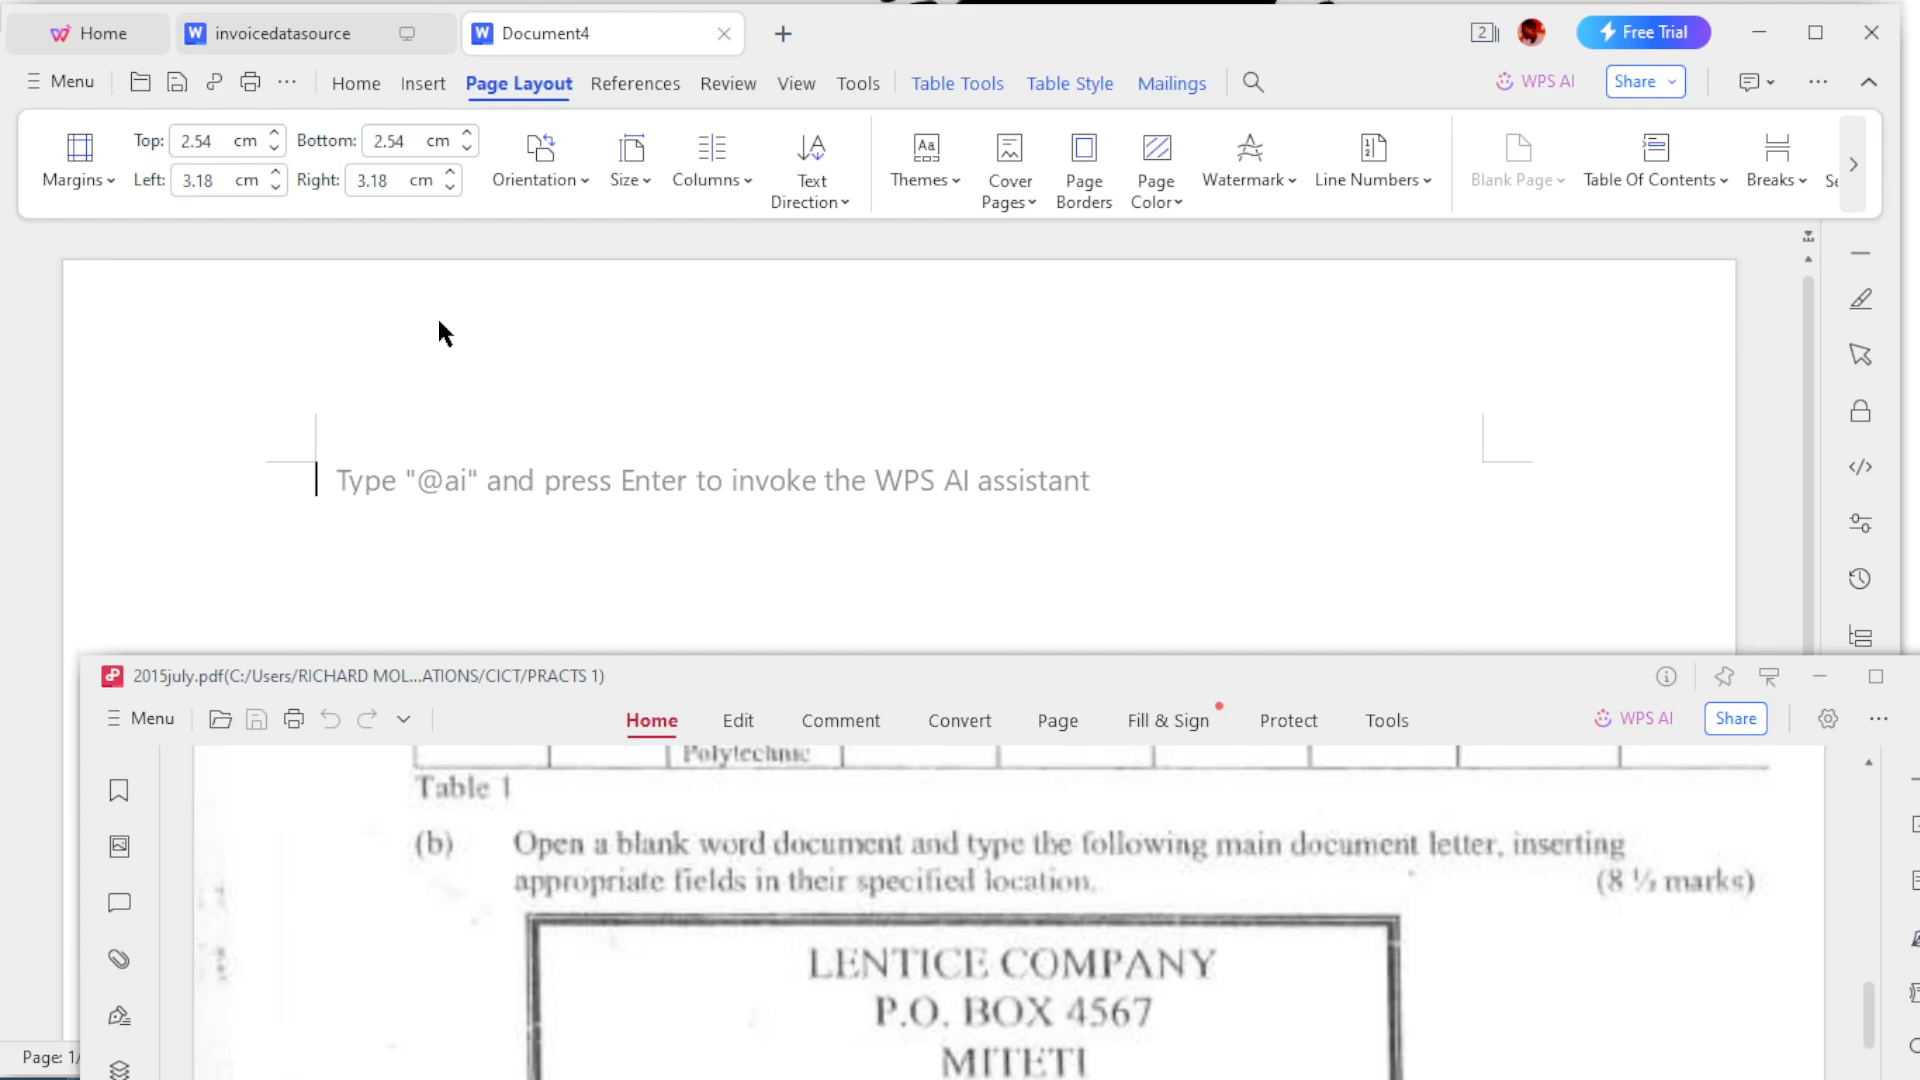 Home
invoicedatasource
Document4
2
Free Trial
Menu
Home
Insert
Page Layout
References
Review
View
Tools
Table Tools
Table Style
Mailings
WPS AI
Share
Margins
Top: 2.54 cm
Bottom: 2.54 cm
Left: 3.18 cm
Right: 3.18 cm
Orientation
Size
Columns
Text
Direction
Themes
Cover
Pages
Page
Borders
Page
Color
Watermark
Line Numbers
Blank Page
Table Of Contents
Breaks
Type "@ai" and press Enter to invoke the WPS AI assistant
2015july.pdf(C:/Users/RICHARD MOL...ATIONS/CICT/PRACTS 1)
Menu
Home
Edit
Comment
Convert
Page
Fill & Sign
Protect
Tools
WPS AI
Share
Polytechnic
Table 1
(b) Open a blank word document and type the following main document letter, inserting
appropriate fields in their specified location. (8 ½ marks)
LENTICE COMPANY
P.O. BOX 4567
MITETI
Page: 1/